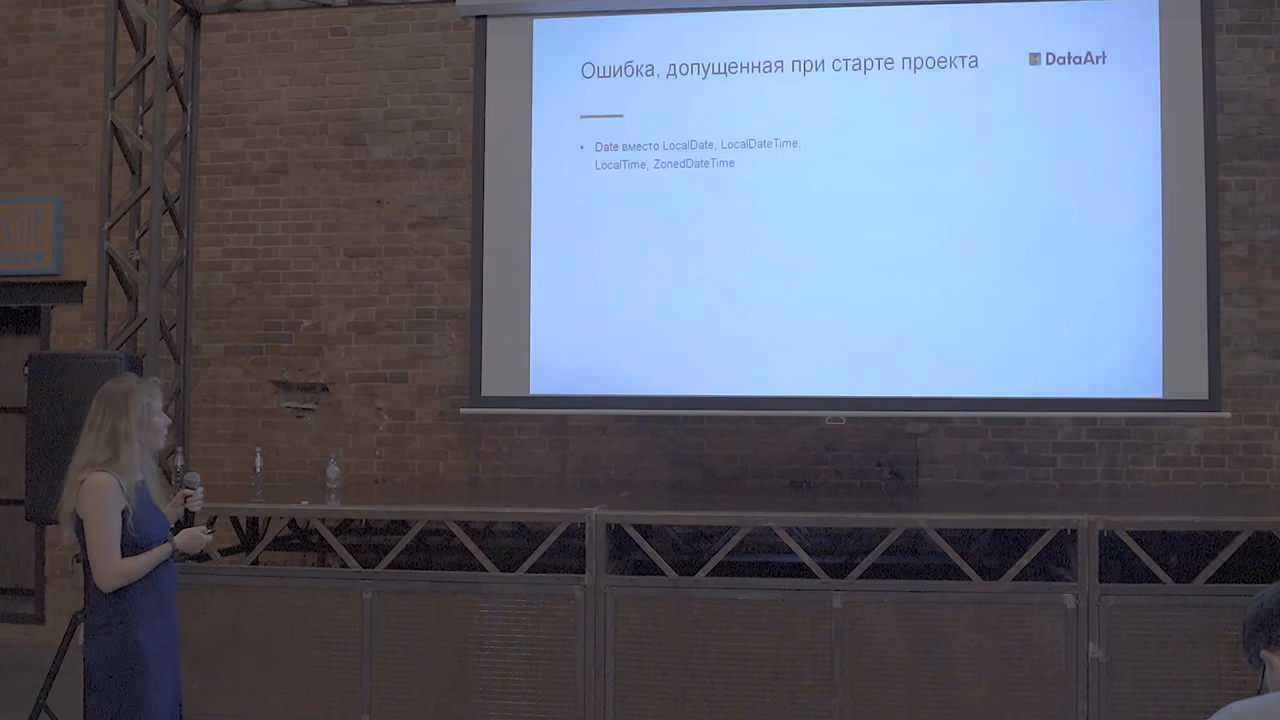 Ошибка, допущенная при старте проекта
DataArt
• Date вместо LocalDate, LocalDateTime,
LocalTime, ZonedDateTime